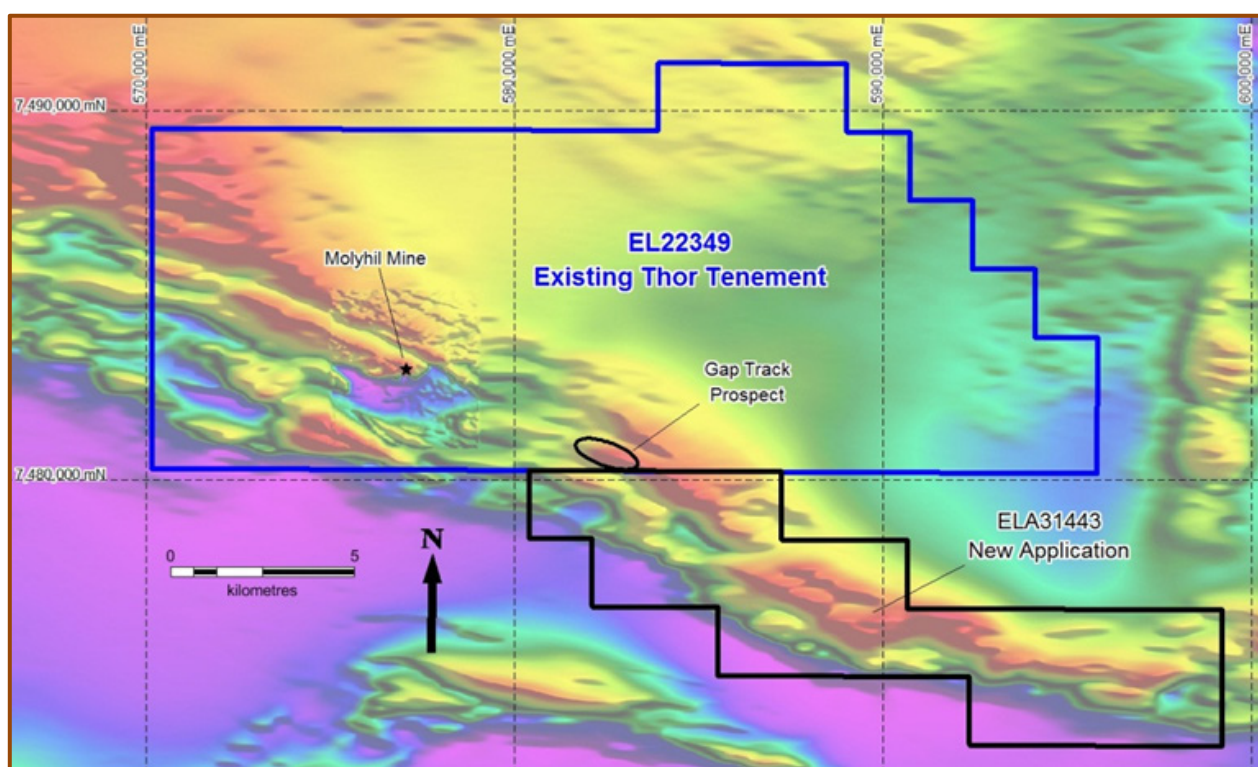 570,000 mE
580,000 mE
590,000 mE
600,000 mE
7,490,000 mN
EL22349
Existing Thor Tenement
Molyhil Mine
Gap Track
Prospect
7,480,000 mN
ELA31443
New Application
N
0
5
kilometres